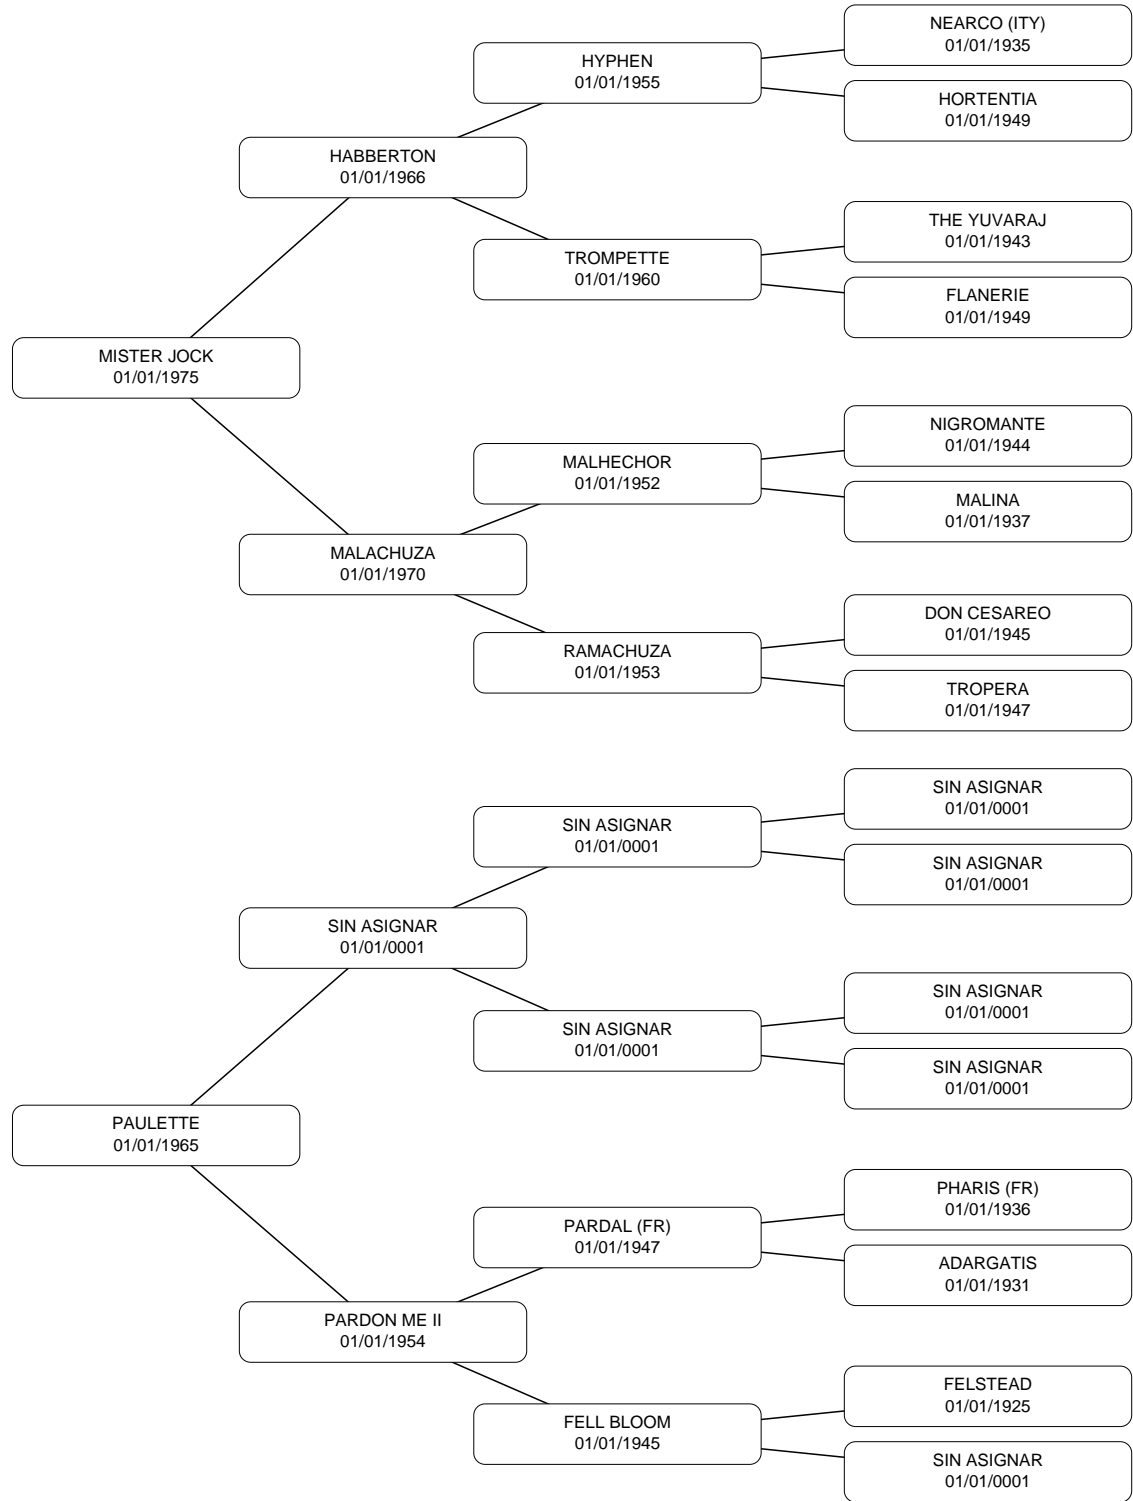 NEARCO (ITY)
01/01/1935
HYPHEN
01/01/1955
HORTENTIA
01/01/1949
HABBERTON
01/01/1966
THE YUVARAJ
01/01/1943
TROMPETTE
01/01/1960
FLANERIE
01/01/1949
MISTER JOCK
01/01/1975
NIGROMANTE
01/01/1944
MALHECHOR
01/01/1952
MALINA
01/01/1937
MALACHUZA
01/01/1970
DON CESAREO
01/01/1945
RAMACHUZA
01/01/1953
TROPERA
01/01/1947
SIN ASIGNAR
01/01/0001
SIN ASIGNAR
01/01/0001
SIN ASIGNAR
01/01/0001
SIN ASIGNAR
01/01/0001
SIN ASIGNAR
01/01/0001
SIN ASIGNAR
01/01/0001
SIN ASIGNAR
01/01/0001
PAULETTE
01/01/1965
PHARIS (FR)
01/01/1936
PARDAL (FR)
01/01/1947
ADARGATIS
01/01/1931
PARDON ME II
01/01/1954
FELSTEAD
01/01/1925
FELL BLOOM
01/01/1945
SIN ASIGNAR
01/01/0001